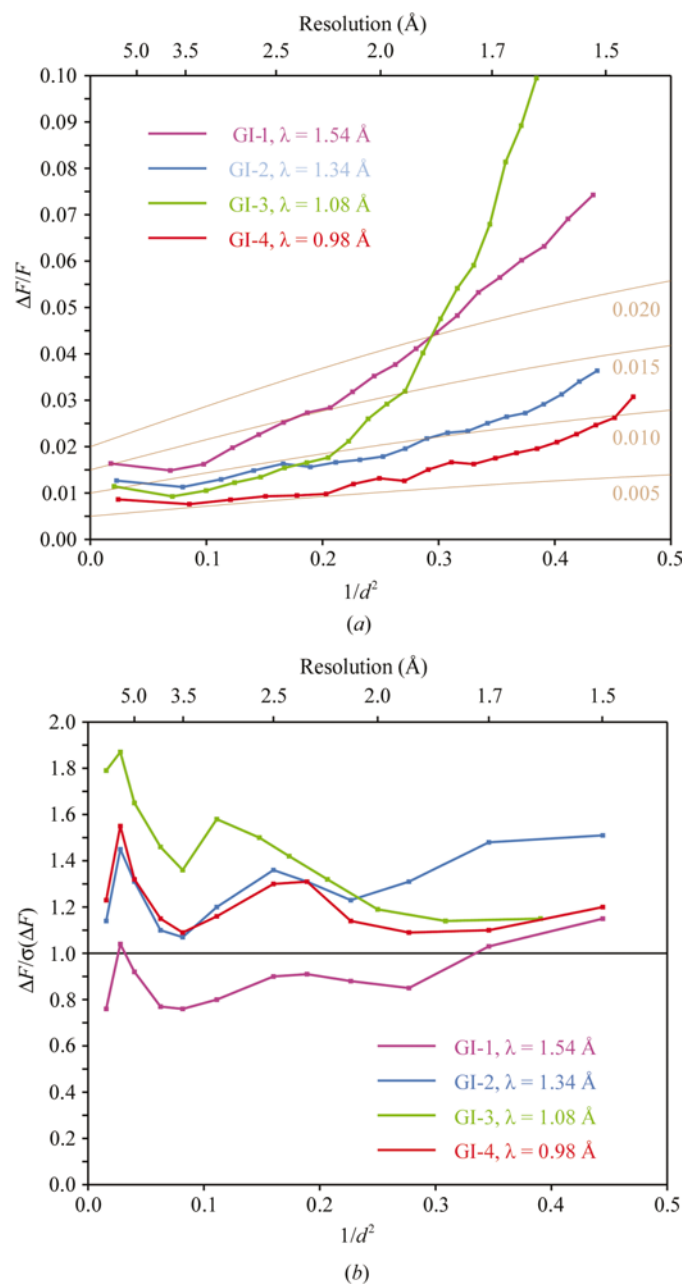 Resolution (Å)
5.0 3.5 2.5 2.0 1.7 1.5
0.10
0.09
0.08
0.07
0.06
0.05
0.04
0.03
0.02
0.01
0.00
ΔF/F
GI-1, λ = 1.54 Å
GI-2, λ = 1.34 Å
GI-3, λ = 1.08 Å
GI-4, λ = 0.98 Å
0.020
0.015
0.010
0.005
0.0 0.1 0.2 0.3 0.4 0.5
1/d²
(a)
Resolution (Å)
5.0 3.5 2.5 2.0 1.7 1.5
2.0
1.8
1.6
1.4
1.2
1.0
0.8
0.6
0.4
0.2
0.0
ΔF/σ(ΔF)
GI-1, λ = 1.54 Å
GI-2, λ = 1.34 Å
GI-3, λ = 1.08 Å
GI-4, λ = 0.98 Å
0.0 0.1 0.2 0.3 0.4 0.5
1/d²
(b)